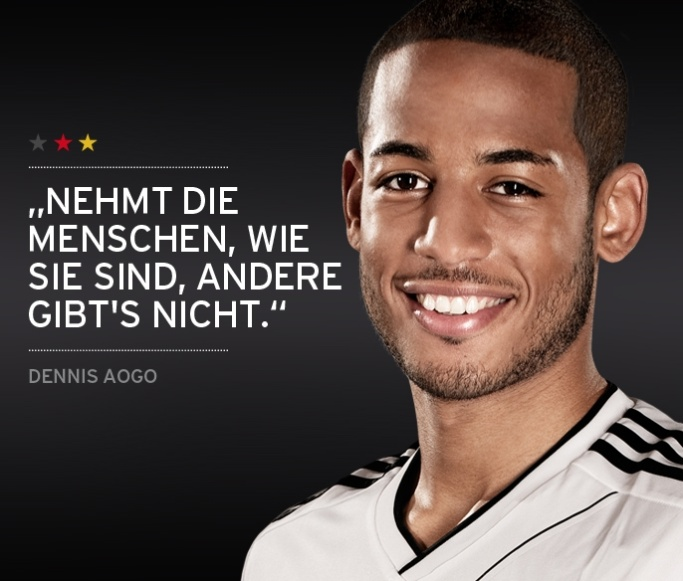 „NEHMT DIE
MENSCHEN, WIE
SIE SIND, ANDERE
GIBT'S NICHT.“
DENNIS AOGO